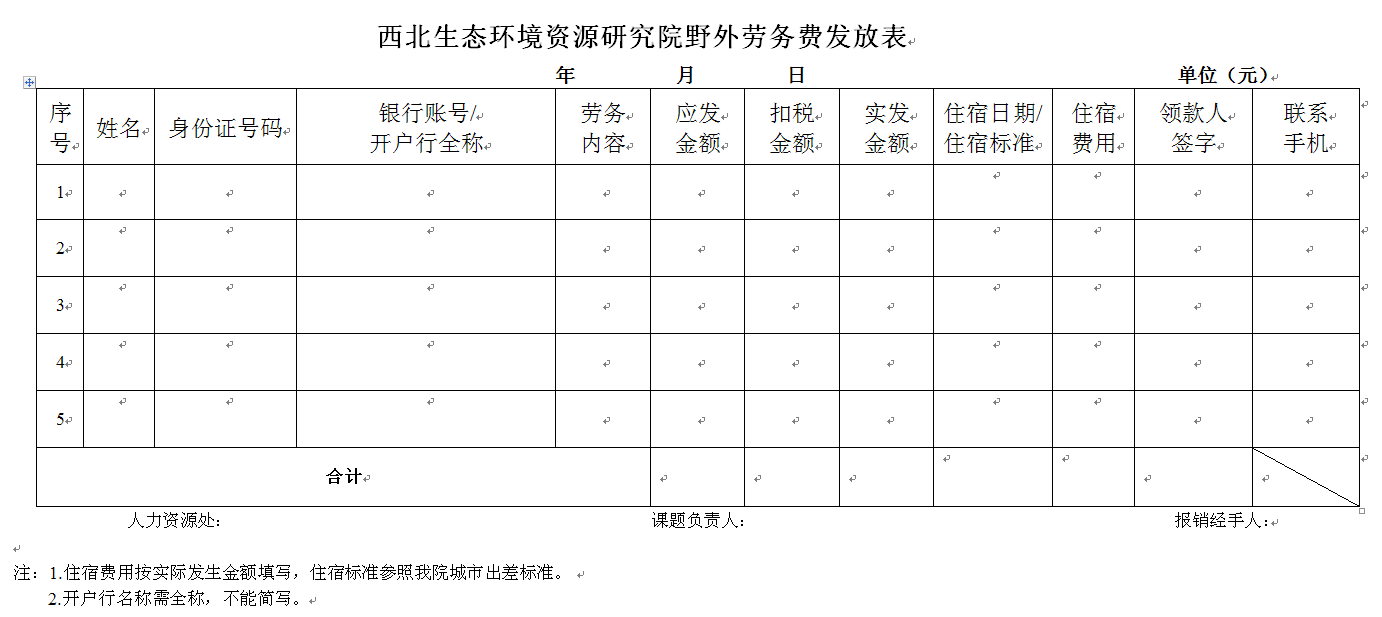 西北生态环境资源研究院野外劳务费发放表
年 月 日 单位（元）
序号 姓名 身份证号码 银行账号/开户行全称 劳务内容 应发金额 扣税金额 实发金额 住宿日期/住宿标准 住宿费用 领款人签字 联系手机
1
2
3
4
5
合计
人力资源处： 课题负责人： 报销经手人：
注：1.住宿费用按实际发生金额填写，住宿标准参照我院城市出差标准。
2.开户行名称需全称，不能简写。